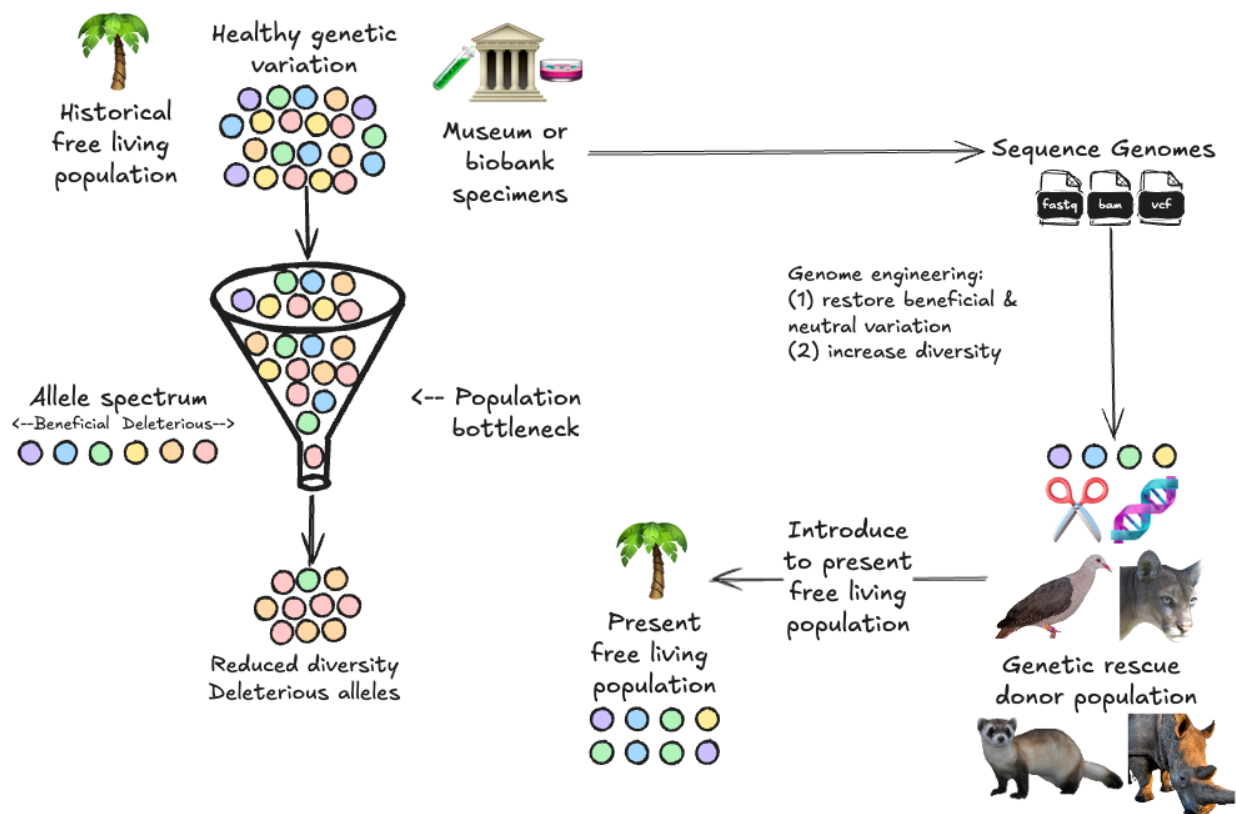 Healthy genetic
variation
Historical
free living
population
Museum or
biobank
specimens
Sequence Genomes
fastq
bam
vcf
Genome engineering:
(1) restore beneficial &
neutral variation
(2) increase diversity
Allele spectrum
<--Beneficial Deleterious-->
<-- Population
bottleneck
Introduce
to present
free living
population
Present
free living
population
Reduced diversity
Deleterious alleles
Genetic rescue
donor population